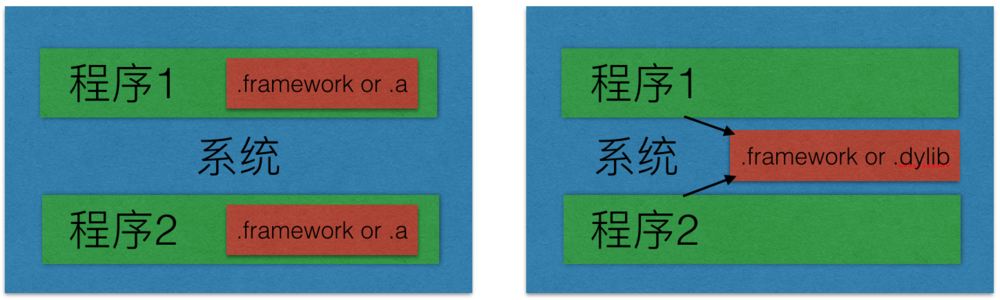 程序1
.framework or .a
系统
程序2
.framework or .a
程序1
系统
.framework or .dylib
程序2